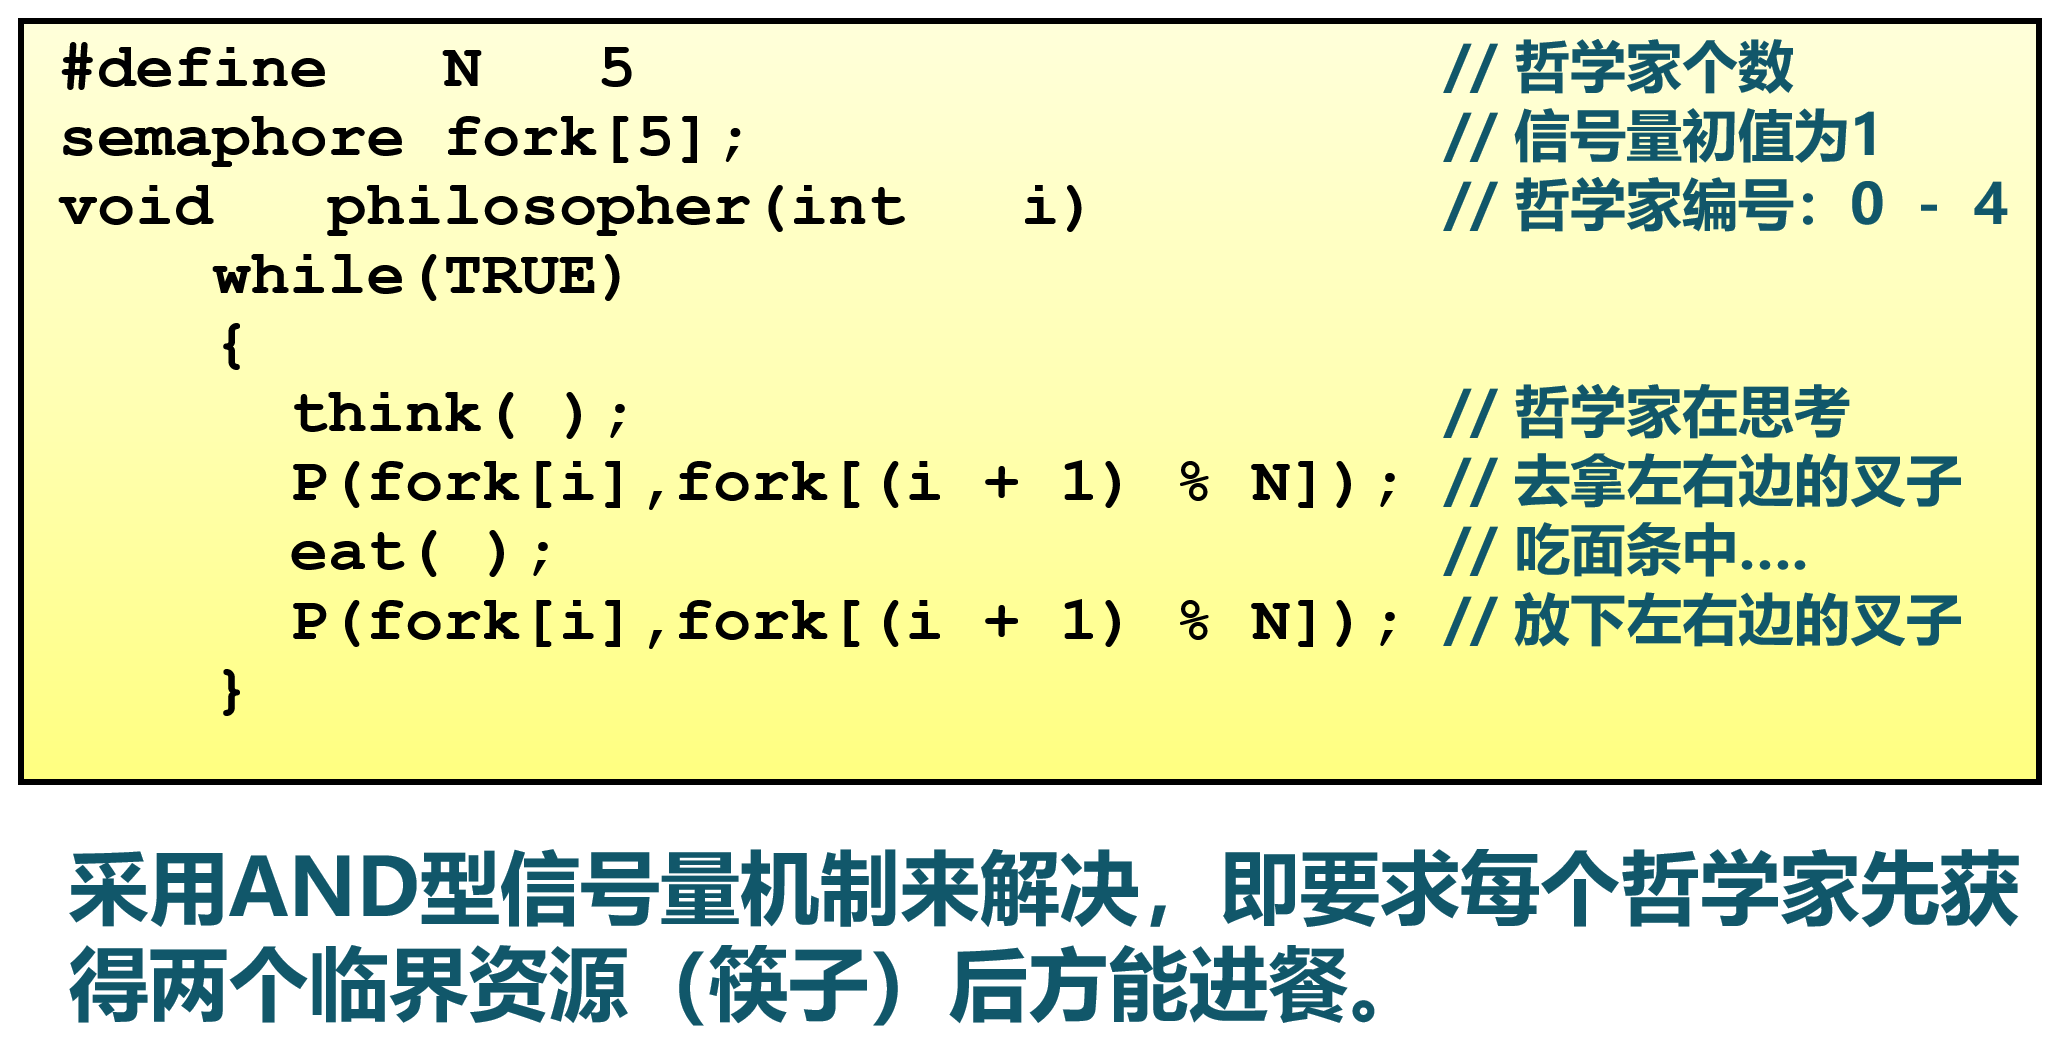 #define N 5 // 哲学家个数
semaphore fork[5]; // 信号量初值为1
void philosopher(int i) // 哲学家编号：0 - 4
while(TRUE)
{
think( ); // 哲学家在思考
P(fork[i],fork[(i + 1) % N]); // 去拿左右边的叉子
eat( ); // 吃面条中....
P(fork[i],fork[(i + 1) % N]); // 放下左右边的叉子
}
采用AND型信号量机制来解决，即要求每个哲学家先获
得两个临界资源（筷子）后方能进餐。